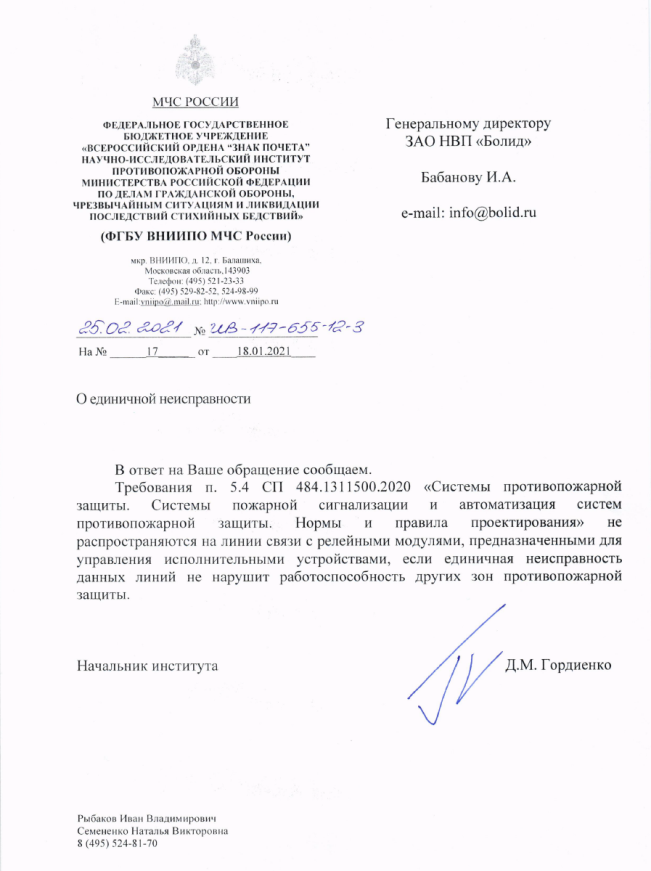 МЧС РОССИИ
ФЕДЕРАЛЬНОЕ ГОСУДАРСТВЕННОЕ
БЮДЖЕТНОЕ УЧРЕЖДЕНИЕ
«ВСЕРОССИЙСКИЙ ОРДЕНА “ЗНАК ПОЧЕТА”
НАУЧНО-ИССЛЕДОВАТЕЛЬСКИЙ ИНСТИТУТ
ПРОТИВОПОЖАРНОЙ ОБОРОНЫ
МИНИСТЕРСТВА РОССИЙСКОЙ ФЕДЕРАЦИИ
ПО ДЕЛАМ ГРАЖДАНСКОЙ ОБОРОНЫ,
ЧРЕЗВЫЧАЙНЫМ СИТУАЦИЯМ И ЛИКВИДАЦИИ
ПОСЛЕДСТВИЙ СТИХИЙНЫХ БЕДСТВИЙ»
(ФГБУ ВНИИПО МЧС России)
мкр. ВНИИПО, д. 12, г. Балашиха,
Московская область,143903
Телефон: (495) 521-23-33
Факс: (495) 529-82-52, 524-98-99
E-mail:vniipo@mail.ru; http://www.vniipo.ru
25.02.2021 № ИВ-117-655-12-3
На № 17 от 18.01.2021
Генеральному директору
ЗАО НВП «Болид»
Бабанову И.А.
e-mail: info@bolid.ru
О единичной неисправности
В ответ на Ваше обращение сообщаем.
Требования п. 5.4 СП 484.1311500.2020 «Системы противопожарной
защиты. Системы пожарной сигнализации и автоматизация систем
противопожарной защиты. Нормы и правила проектирования» не
распространяются на линии связи с релейными модулями, предназначенными для
управления исполнительными устройствами, если единичная неисправность
данных линий не нарушит работоспособность других зон противопожарной
защиты.
Начальник института Д.М. Гордиенко
Рыбаков Иван Владимирович
Семененко Наталья Викторовна
8 (495) 524-81-70